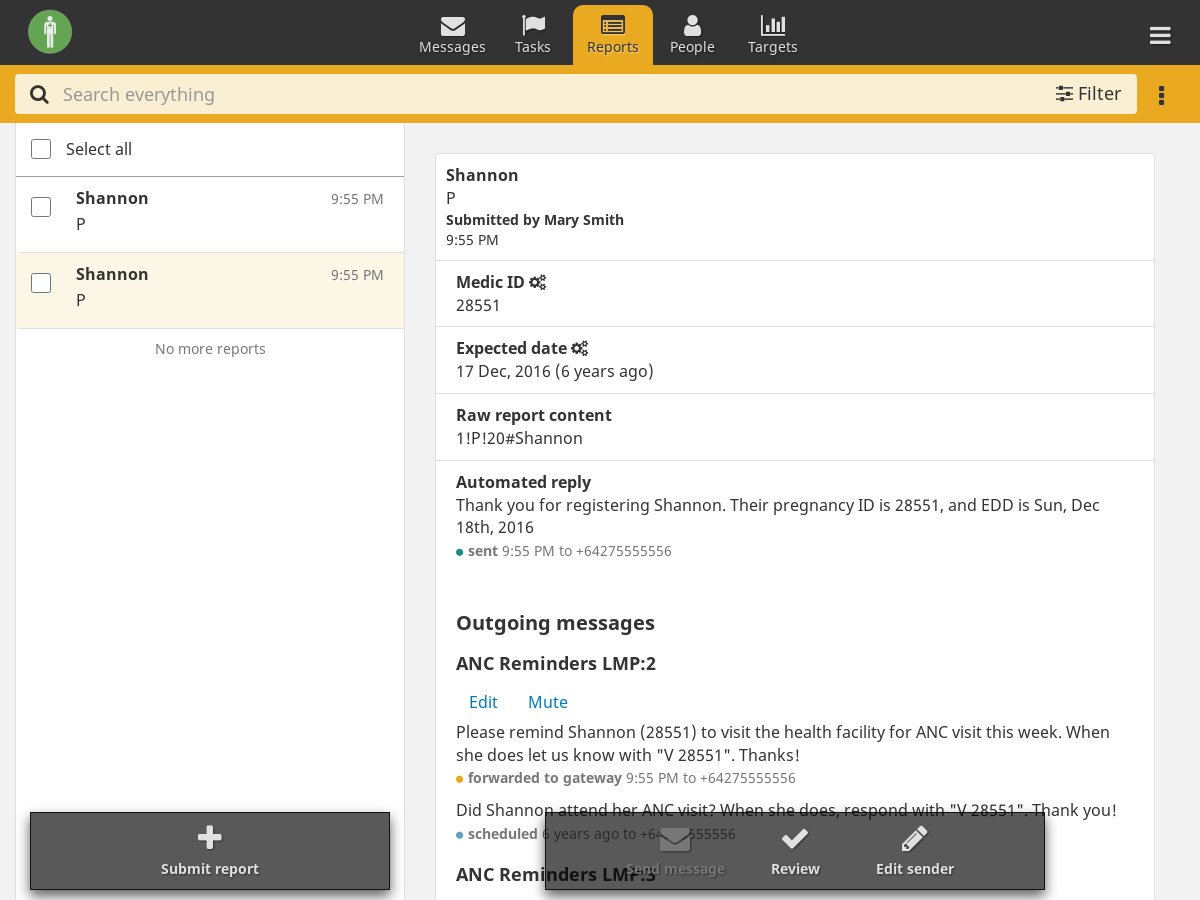 Messages
Tasks
Reports
People
Targets
Search everything
Filter
Select all
Shannon 9:55 PM
P
Shannon 9:55 PM
P
No more reports
Submit report
Shannon
P
Submitted by Mary Smith
9:55 PM
Medic ID
28551
Expected date
17 Dec, 2016 (6 years ago)
Raw report content
1!P!20#Shannon
Automated reply
Thank you for registering Shannon. Their pregnancy ID is 28551, and EDD is Sun, Dec
18th, 2016
sent 9:55 PM to +64275555556
Outgoing messages
ANC Reminders LMP:2
Edit Mute
Please remind Shannon (28551) to visit the health facility for ANC visit this week. When
she does let us know with "V 28551". Thanks!
forwarded to gateway 9:55 PM to +64275555556
Did Shannon attend her ANC visit? When she does, respond with "V 28551". Thank you!
scheduled 6 years ago to
ANC Reminders LMP:3
Send message
Review
Edit sender